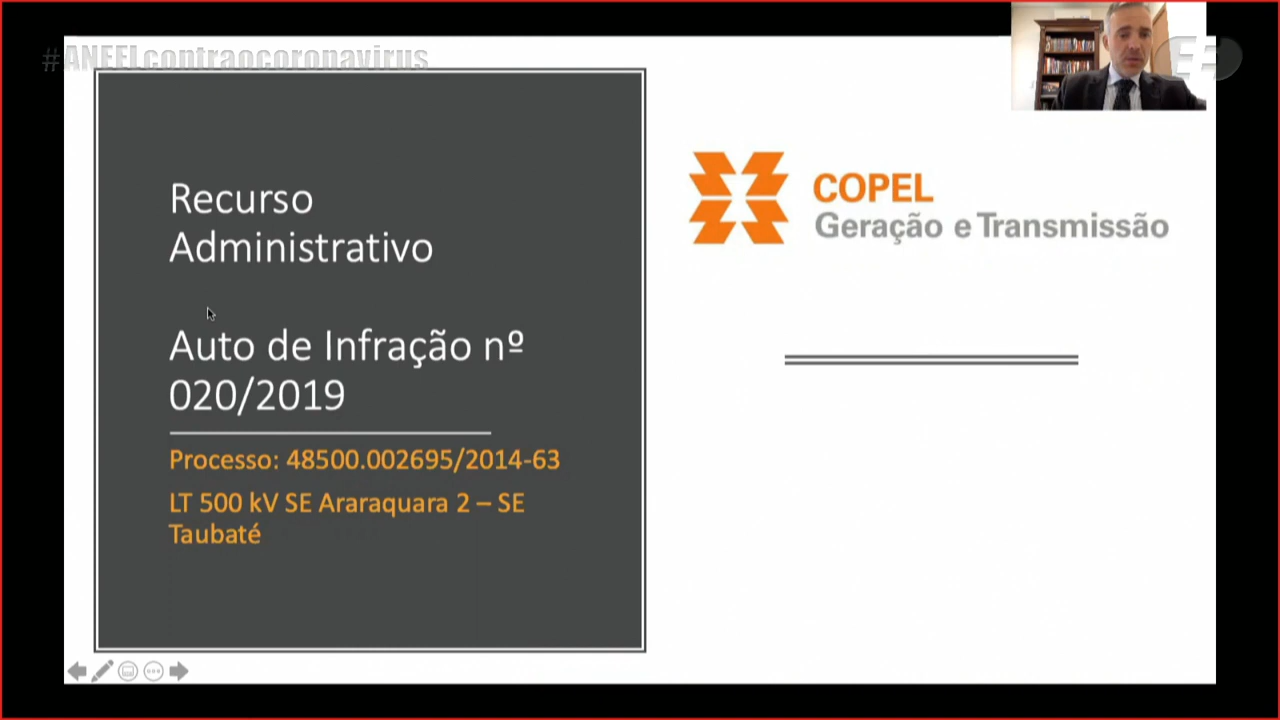 #ANEELcontraocoronavirus
Recurso
Administrativo
Auto de Infração nº
020/2019
Processo: 48500.002695/2014-63
LT 500 kV SE Araraquara 2 – SE
Taubaté
COPEL
Geração e Transmissão